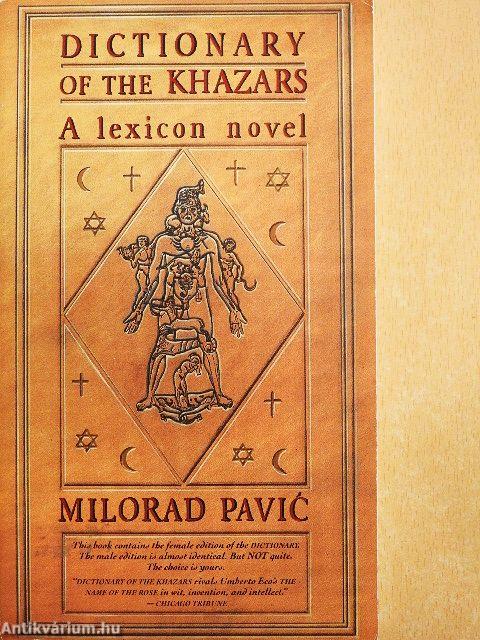 DICTIONARY
OF THE KHAZARS
A lexicon novel
MILORAD PAVIĆ
This book contains the female edition of the DICTIONARY.
The male edition is almost identical. But NOT quite.
The choice is yours.
"DICTIONARY OF THE KHAZARS rivals Umberto Eco's THE
NAME OF THE ROSE in wit, invention, and intellect."
— CHICAGO TRIBUNE
Antikvárium.hu